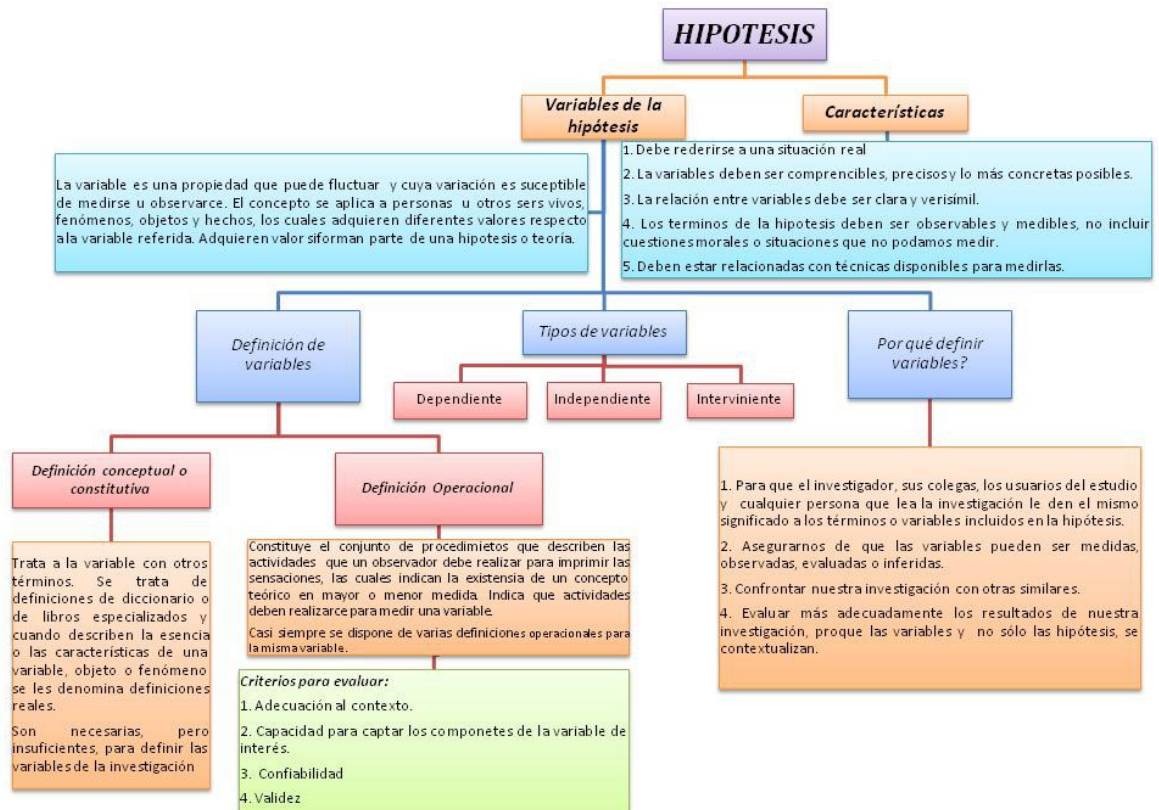 HIPOTESIS
Variables de la
hipótesis
Características
La variable es una propiedad que puede fluctuar y cuya variación es suceptible
de medirse u observarce. El concepto se aplica a personas u otros sers vivos,
fenómenos, objetos y hechos, los cuales adquieren diferentes valores respecto
a la variable referida. Adquieren valor si forman parte de una hipotesis o teoría.
1. Debe rederirse a una situación real
2. La variables deben ser comprencibles, precisos y lo más concretas posibles.
3. La relación entre variables debe ser clara y verisímil.
4. Los terminos de la hipotesis deben ser observables y medibles, no incluir
cuestiones morales o situaciones que no podamos medir.
5. Deben estar relacionadas con técnicas disponibles para medirlas.
Definición de
variables
Tipos de variables
Por qué definir
variables?
Dependiente
Independiente
Interviniente
Definición conceptual o
constitutiva
Definición Operacional
Trata a la variable con otros
términos. Se trata de
definiciones de diccionario o
de libros especializados y
cuando describen la esencia
o las características de una
variable, objeto o fenómeno
se les denomina definiciones
reales.
Son necesarias, pero
insuficientes, para definir las
variables de la investigación
Constituye el conjunto de procedimietos que describen las
actividades que un observador debe realizar para imprimir las
sensaciones, las cuales indican la existensia de un concepto
teórico en mayor o menor medida. Indica que actividades
deben realizarce para medir una variable.
Casi siempre se dispone de varias definiciones operacionales para
la misma variable.
Criterios para evaluar:
1. Adecuación al contexto.
2. Capacidad para captar los componetes de la variable de
interés.
3. Confiabilidad
4. Validez
1. Para que el investigador, sus colegas, los usuarios del estudio
y cualquier persona que lea la investigación le den el mismo
significado a los términos o variables incluidos en la hipótesis.
2. Asegurarnos de que las variables pueden ser medidas,
observadas, evaluadas o inferidas.
3. Confrontar nuestra investigación con otras similares.
4. Evaluar más adecuadamente los resultados de nuestra
investigación, proque las variables y no sólo las hipótesis, se
contextualizan.